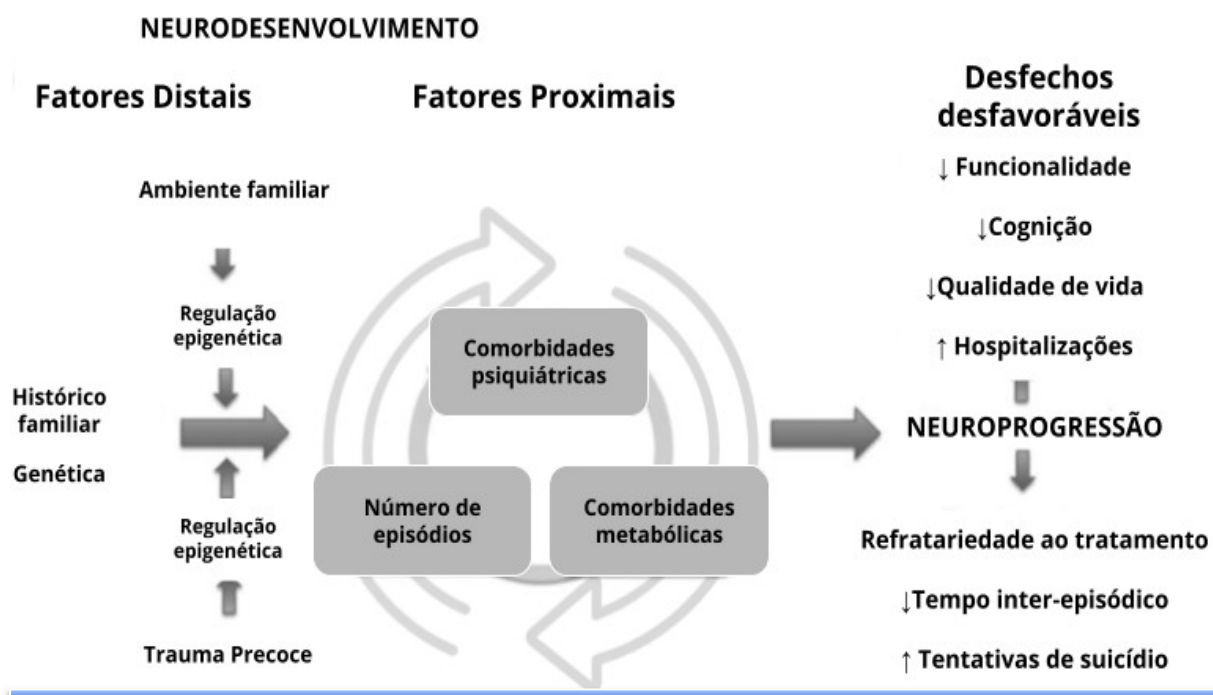 NEURODESENVOLVIMENTO
Fatores Distais
Fatores Proximais
Desfechos
desfavoráveis
Ambiente familiar
Regulação
epigenética
Histórico
familiar
Genética
Regulação
epigenética
Trauma Precoce
Comorbidades
psiquiátricas
Número de
episódios
Comorbidades
metabólicas
↓ Funcionalidade
↓Cognição
↓Qualidade de vida
↑ Hospitalizações
NEUROPROGRESSÃO
Refratariedade ao tratamento
↓Tempo inter-episódico
↑ Tentativas de suicídio